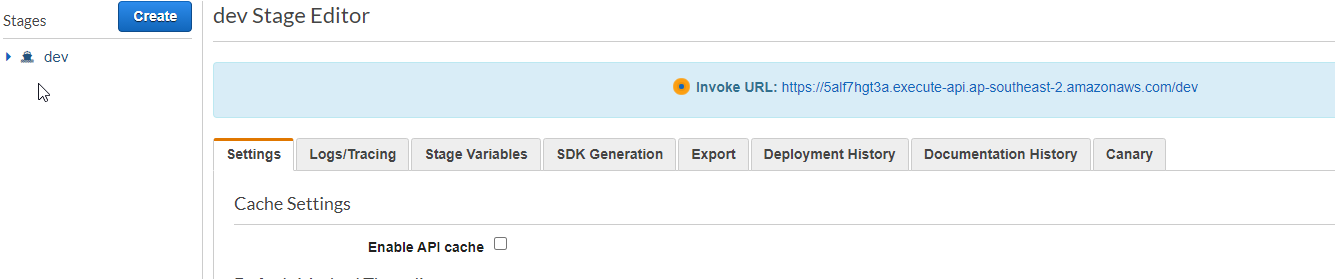 Stages
Create
dev
dev Stage Editor
Invoke URL: https://5alf7hgt3a.execute-api.ap-southeast-2.amazonaws.com/dev
Settings
Logs/Tracing
Stage Variables
SDK Generation
Export
Deployment History
Documentation History
Canary
Cache Settings
Enable API cache